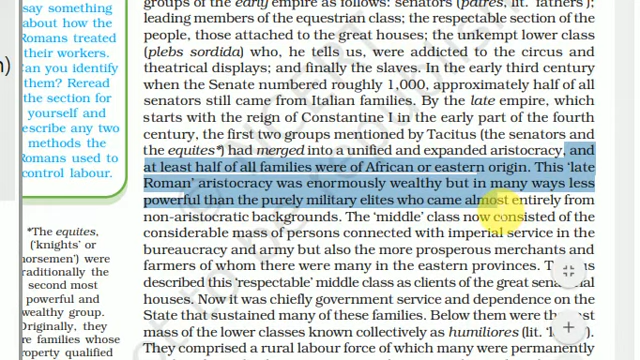 say something
about how the
Romans treated
their workers.
Can you identify
them? Reread
the section for
yourself and
escribe any two
methods the
Romans used to
control labour.
*The equites,
('knights' or
horsemen') were
raditionally the
second most
powerful and
wealthy group.
Originally, they
re families whose
property qualified
groups of the early empire as follows: senators (patres, lit. 'fathers');
leading members of the equestrian class; the respectable section of the
people, those attached to the great houses; the unkempt lower class
(plebs sordida) who, he tells us, were addicted to the circus and
theatrical displays; and finally the slaves. In the early third century
when the Senate numbered roughly 1,000, approximately half of all
senators still came from Italian families. By the late empire, which
starts with the reign of Constantine I in the early part of the fourth
century, the first two groups mentioned by Tacitus (the senators and
the equites*) had merged into a unified and expanded aristocracy, and
at least half of all families were of African or eastern origin. This 'late
Roman' aristocracy was enormously wealthy but in many ways less
powerful than the purely military elites who came almost entirely from
non-aristocratic backgrounds. The 'middle' class now consisted of the
considerable mass of persons connected with imperial service in the
bureaucracy and army but also the more prosperous merchants and
farmers of whom there were many in the eastern provinces.
described this 'respectable' middle class as clients of the great
houses. Now it was chiefly government service and dependence on the
State that sustained many of these families. Below them were the
mass of the lower classes known collectively as humiliores (lit.
They comprised a rural labour force of which many were permanently